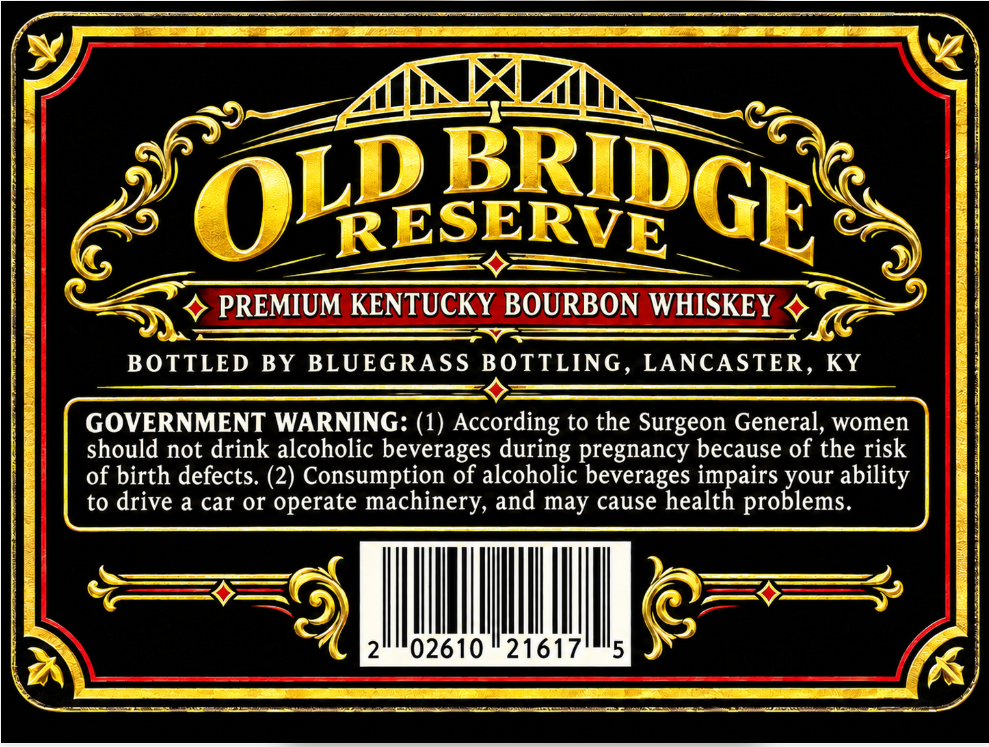 OLD BRIDGE
RESERVE
PREMIUM KENTUCKY BOURBON WHISKEY
BOTTLED BY BLUEGRASS BOTTLING, LANCASTER, KY
GOVERNMENT WARNING: (1) According to the Surgeon General, women
should not drink alcoholic beverages during pregnancy because of the risk
of birth defects. (2) Consumption of alcoholic beverages impairs your ability
to drive a car or operate machinery, and may cause health problems.
2 02610 21617 5